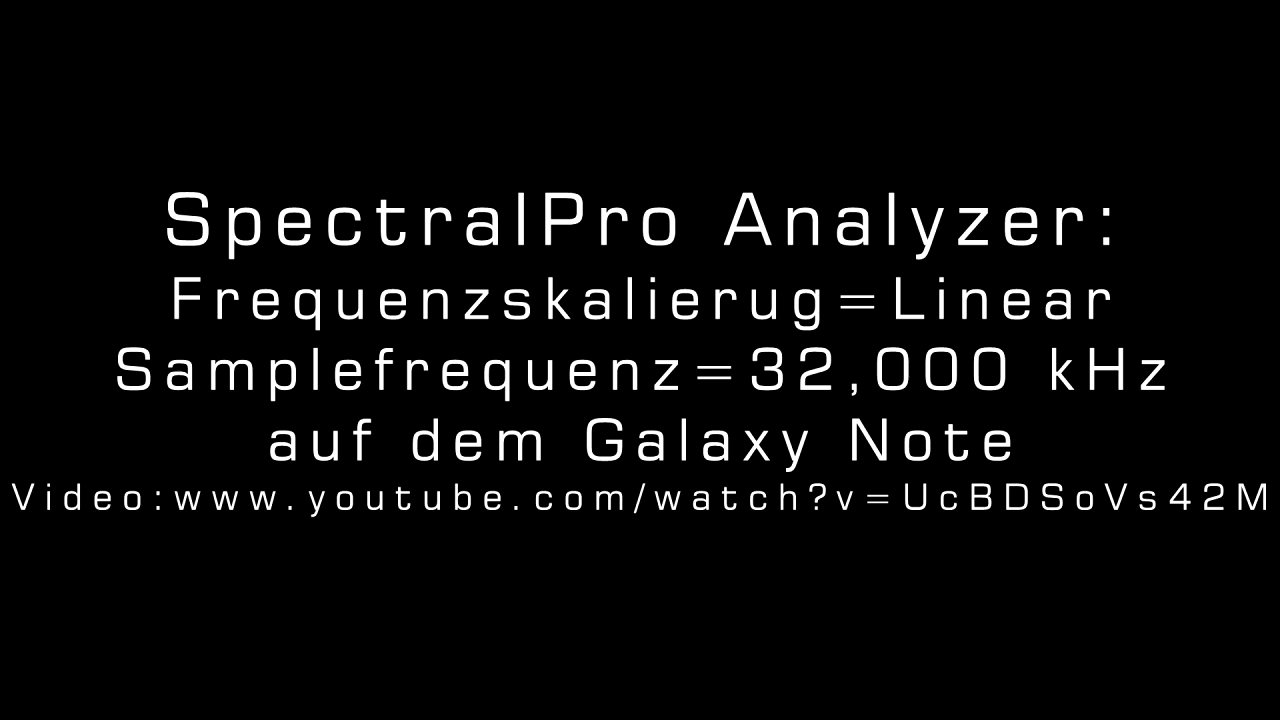 SpectralPro Analyzer:
Frequenzskalierug=Linear
Samplefrequenz=32,000 kHz
auf dem Galaxy Note
Video:www.youtube.com/watch?v=UcBDSoVs42M